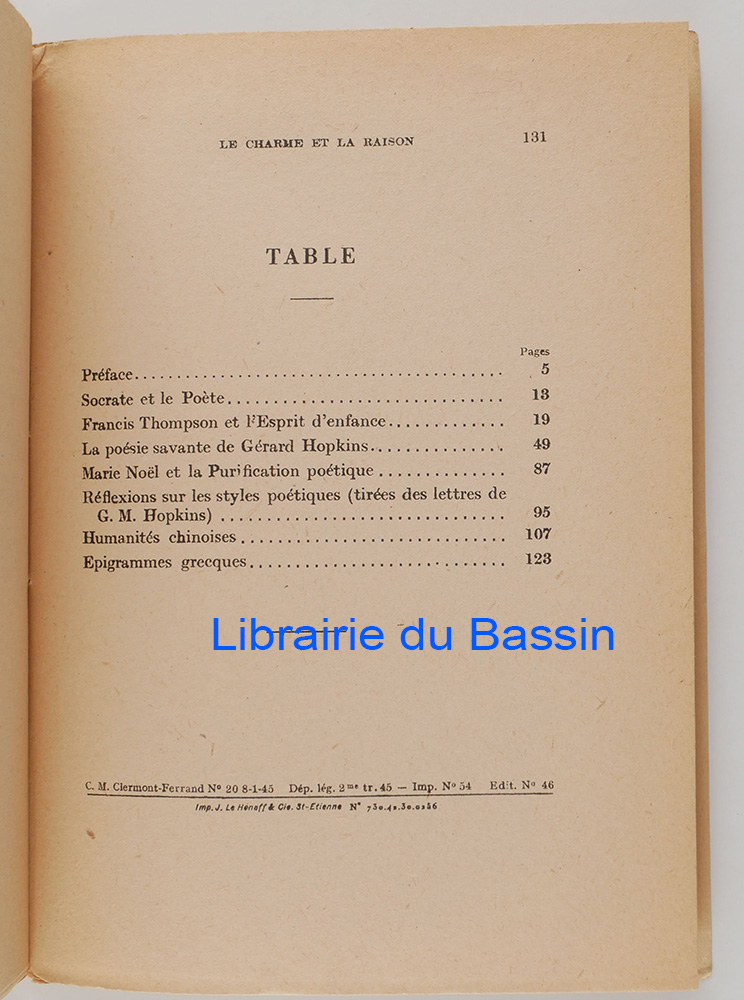 LE CHARME ET LA RAISON 131
TABLE
Pages
Préface........................................ 5
Socrate et le Poète.............................. 13
Francis Thompson et l'Esprit d'enfance............. 19
La poésie savante de Gérard Hopkins............... 49
Marie Noël et la Purification poétique .............. 87
Réflexions sur les styles poétiques (tirées des lettres de
G. M. Hopkins) ................................ 95
Humanités chinoises............................. 107
Epigrammes grecques............................ 123
Librairie du Bassin
C. M. Clermont-Ferrand Nº 20 8-1-45 Dép. lég. 2me tr. 45 — Imp. Nº 54 Edit. Nº 46
Imp. J. Le Hénaff & Cie. St-Etienne N°